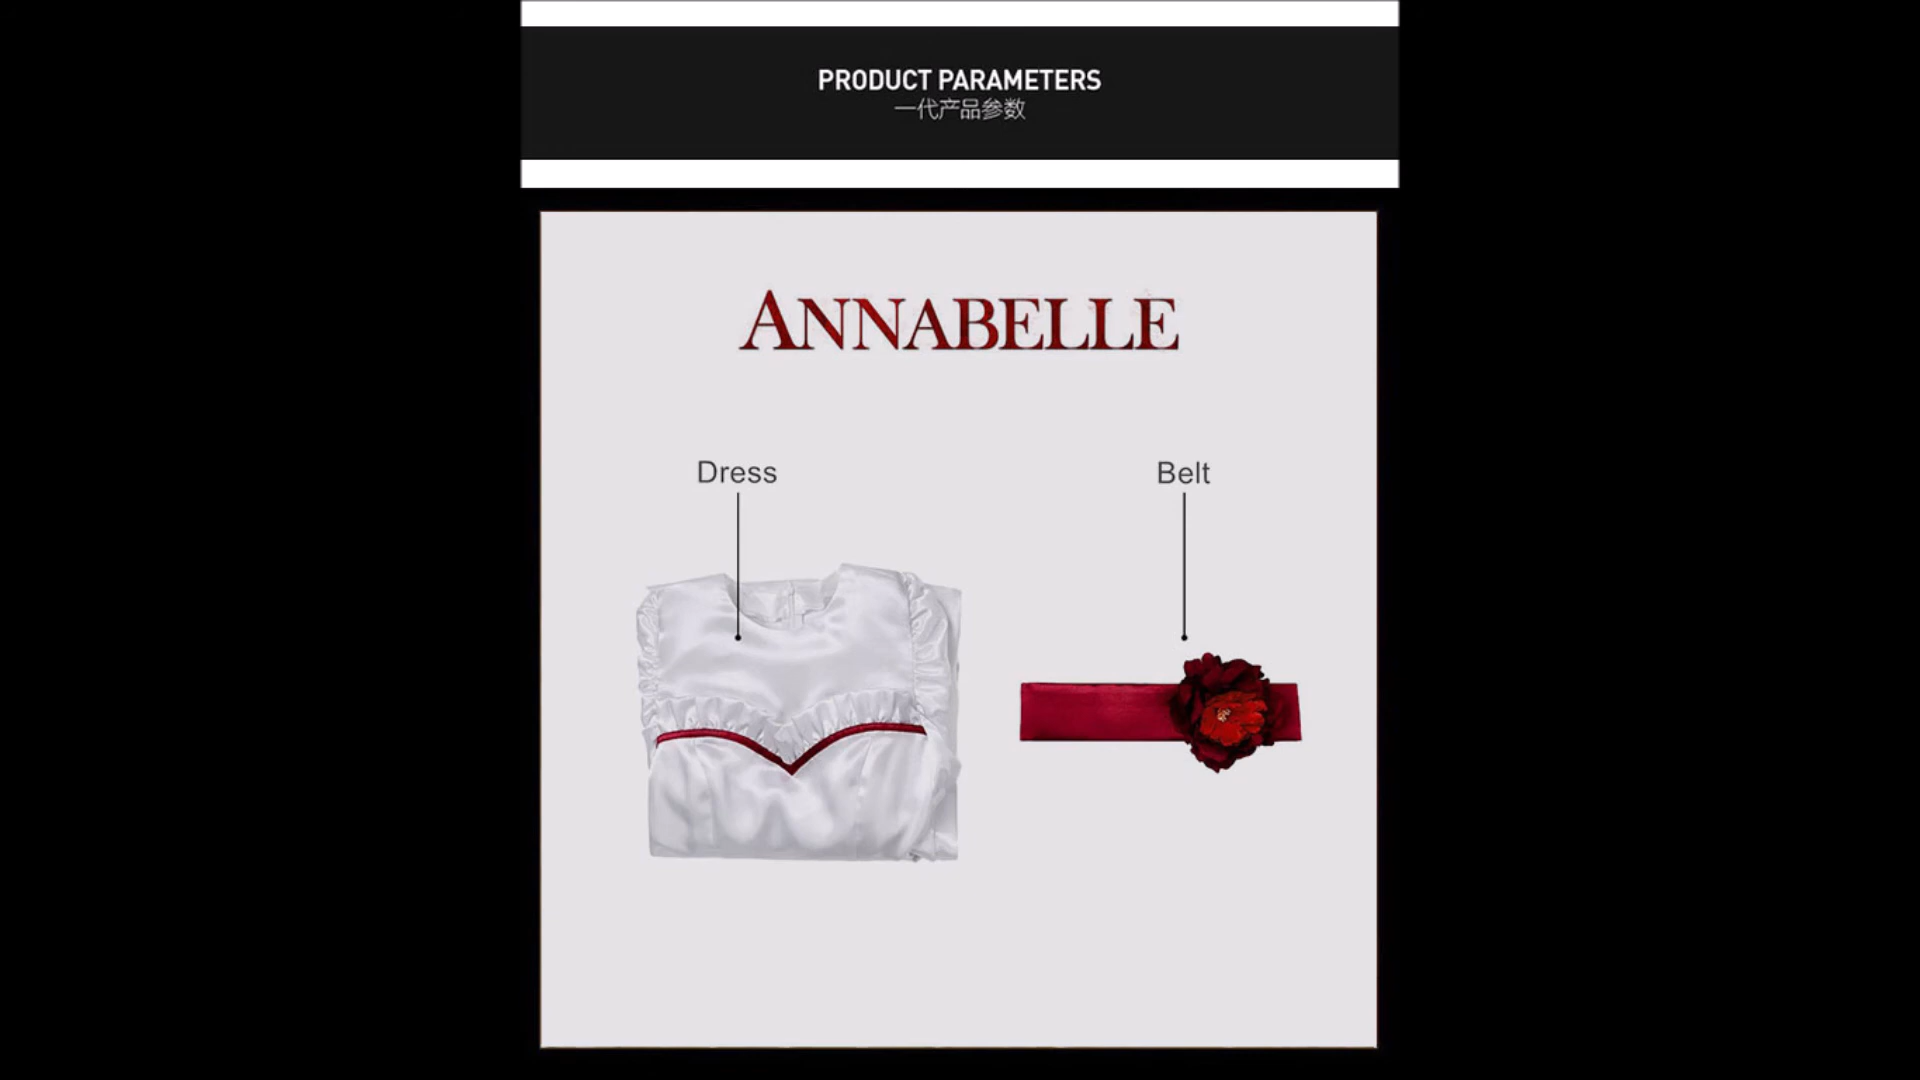 PRODUCT PARAMETERS
一代产品参数
ANNABELLE
Dress
Belt